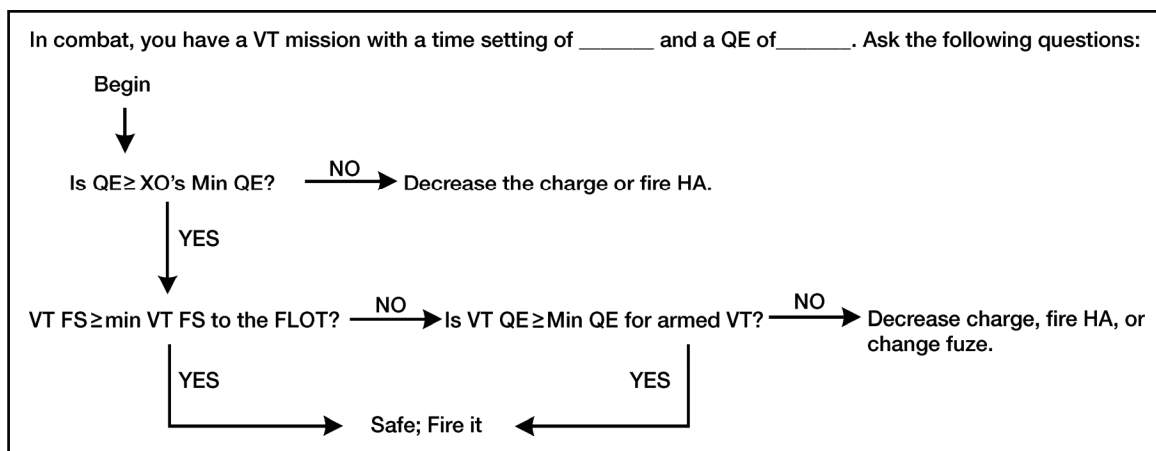 In combat, you have a VT mission with a time setting of _______ and a QE of_______. Ask the following questions:
Begin
Is QE≥ XO's Min QE?
NO
Decrease the charge or fire HA.
YES
VT FS≥min VT FS to the FLOT?
NO
Is VT QE≥Min QE for armed VT?
NO
Decrease charge, fire HA, or
change fuze.
YES
YES
Safe; Fire it